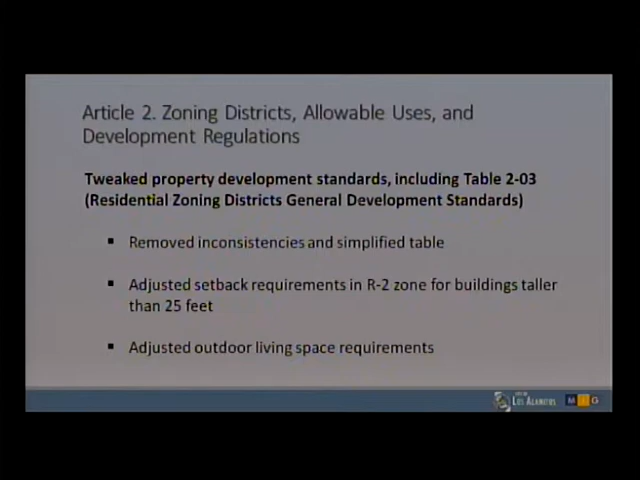 Article 2. Zoning Districts, Allowable Uses, and
Development Regulations
Tweaked property development standards, including Table 2-03
(Residential Zoning Districts General Development Standards)
▪ Removed inconsistencies and simplified table
▪ Adjusted setback requirements in R-2 zone for buildings taller
than 25 feet
▪ Adjusted outdoor living space requirements
LOS ALAMITOS
M I G